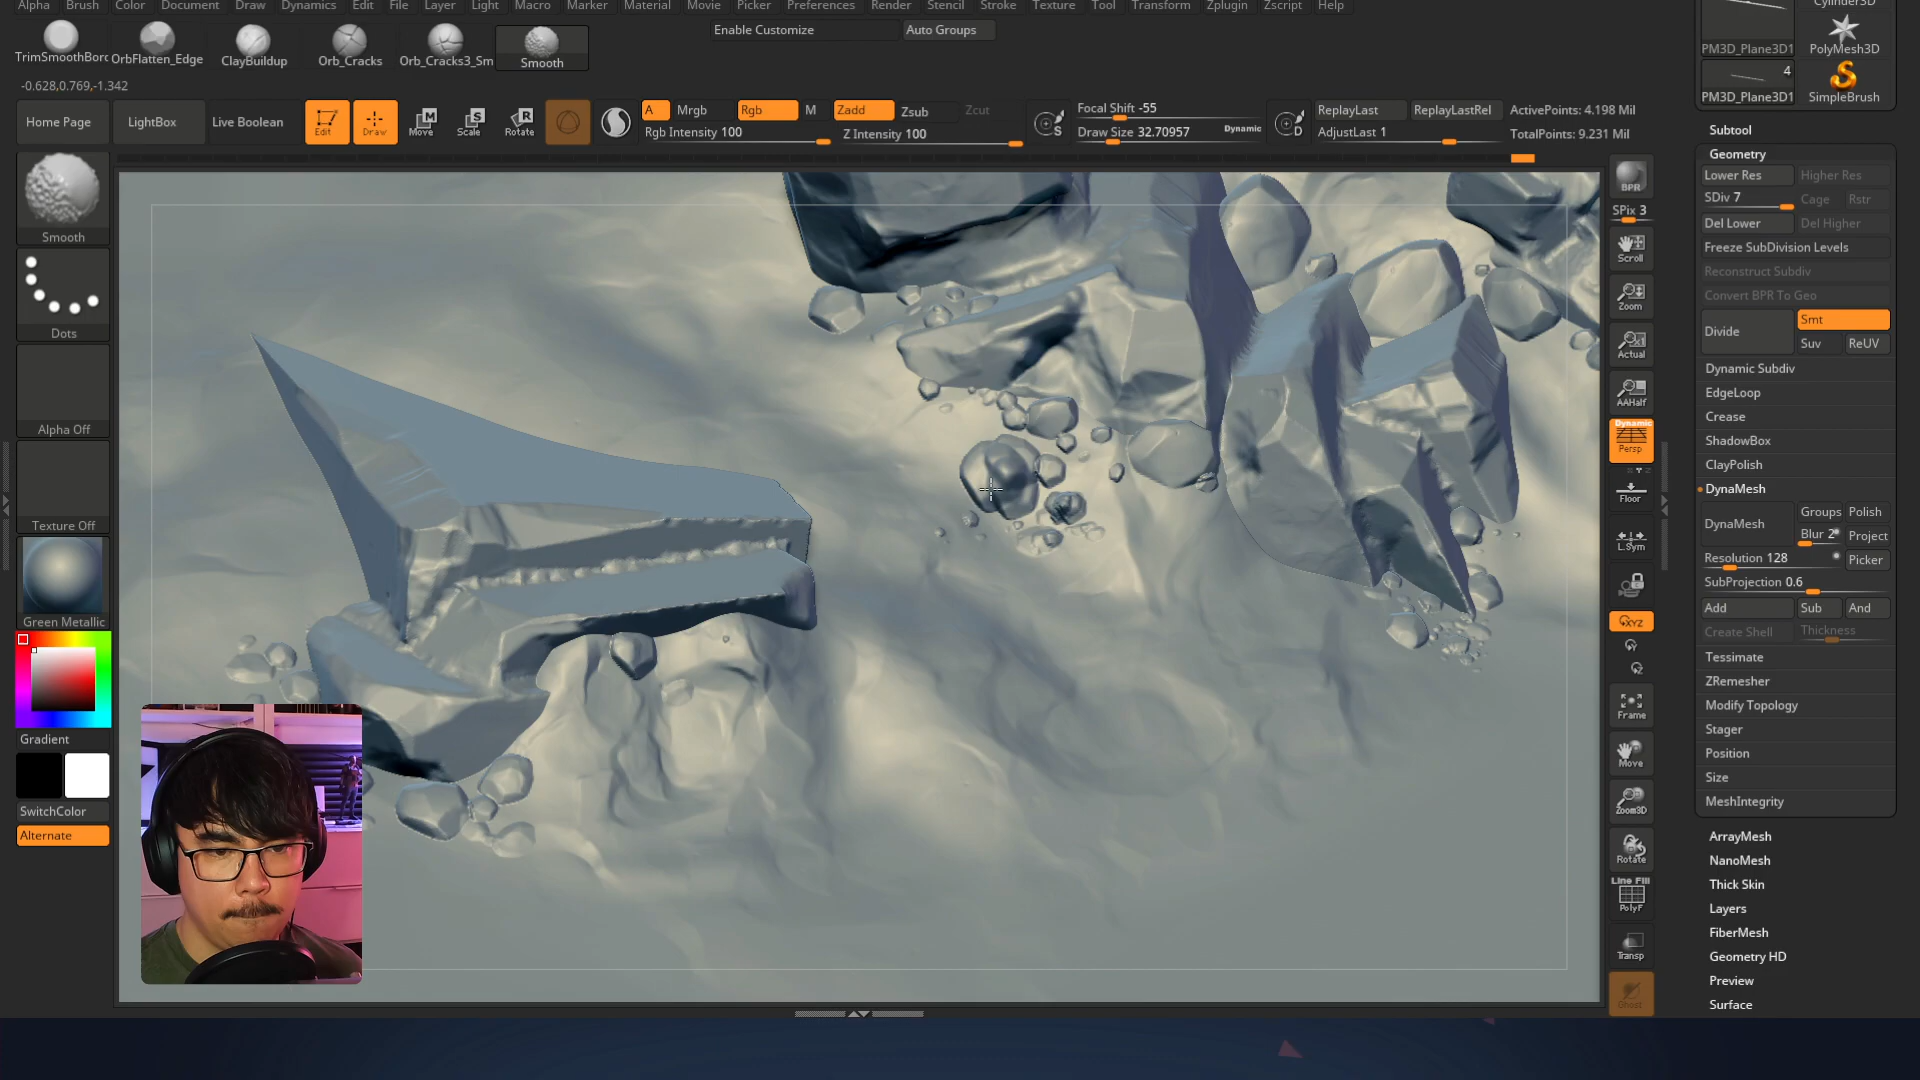 Alpha Brush Color Document Draw Dynamics Edit File Layer Light Macro Marker Material Movie Picker Preferences Render Stencil Stroke Texture Tool Transform Zplugin Zscript Help
Cylinder3D
Enable Customize
Auto Groups
TrimSmoothBorc
OrbFlatten_Edge
ClayBuildup
Orb_Cracks
Orb_Cracks3_Sm
Smooth
PM3D_Plane3D1
PolyMesh3D
4
PM3D_Plane3D1
SimpleBrush
-0.628,0.769,-1.342
Home Page
LightBox
Live Boolean
Edit
Draw
Move
Scale
Rotate
A
Mrgb
Rgb
M
Zadd
Zsub
Zcut
Rgb Intensity 100
Z Intensity 100
Focal Shift -55
Draw Size 32.70957
Dynamic
ReplayLast
ReplayLastRel
AdjustLast 1
ActivePoints: 4.198 Mil
TotalPoints: 9.231 Mil
Smooth
Dots
Alpha Off
Texture Off
Green Metallic
Gradient
SwitchColor
Alternate
BPR
SPix 3
Scroll
Zoom
Actual
AAHalf
Dynamic
Persp
Floor
L.Sym
XYZ
Frame
Move
Zoom3D
Rotate
Line Fill
PolyF
Transp
Ghost
Subtool
Geometry
Lower Res
Higher Res
SDiv 7
Cage
Rstr
Del Lower
Del Higher
Freeze SubDivision Levels
Reconstruct Subdiv
Convert BPR To Geo
Divide
Smt
Suv
ReUV
Dynamic Subdiv
EdgeLoop
Crease
ShadowBox
ClayPolish
DynaMesh
DynaMesh
Groups
Polish
Blur 2
Project
Resolution 128
Picker
SubProjection 0.6
Add
Sub
And
Create Shell
Thickness
Tessimate
ZRemesher
Modify Topology
Stager
Position
Size
MeshIntegrity
ArrayMesh
NanoMesh
Thick Skin
Layers
FiberMesh
Geometry HD
Preview
Surface